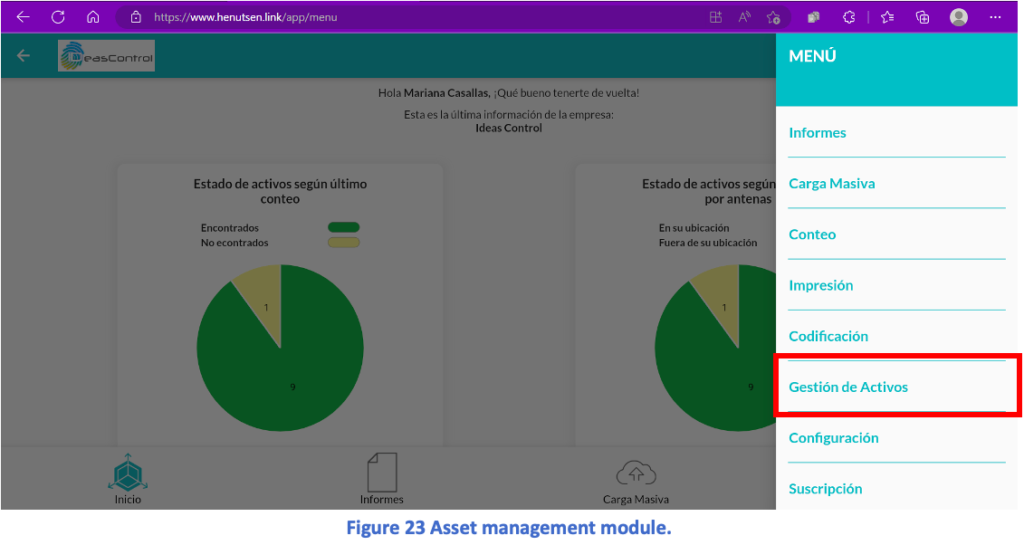 https://www.henutsen.link/app/menu
easControl
MENÚ
Hola Mariana Casallas, ¡Qué bueno tenerte de vuelta!
Esta es la última información de la empresa:
Ideas Control
Informes
Carga Masiva
Conteo
Impresión
Codificación
Gestión de Activos
Configuración
Suscripción
Estado de activos según último
conteo
Encontrados
No econtrados
1
9
Estado de activos según
por antenas
En su ubicación
Fuera de su ubicación
1
9
Inicio
Informes
Carga Masiva
Figure 23 Asset management module.